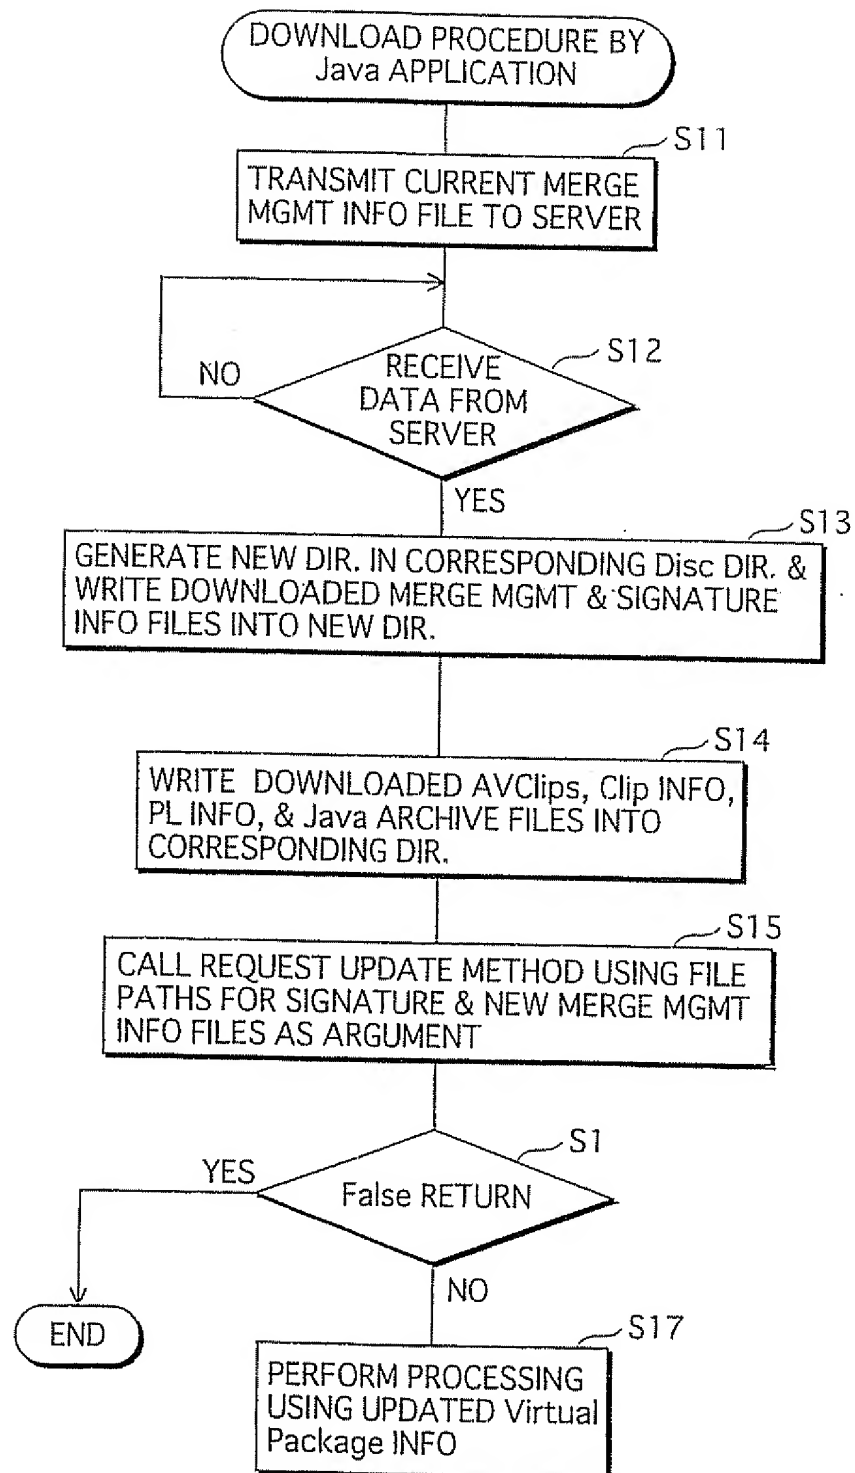 DOWNLOAD PROCEDURE BY
Java APPLICATION
S11
TRANSMIT CURRENT MERGE
MGMT INFO FILE TO SERVER
S12
NO
RECEIVE
DATA FROM
SERVER
YES
S13
GENERATE NEW DIR. IN CORRESPONDING Disc DIR. &
WRITE DOWNLOADED MERGE MGMT & SIGNATURE
INFO FILES INTO NEW DIR.
S14
WRITE DOWNLOADED AVClips, Clip INFO,
PL INFO, & Java ARCHIVE FILES INTO
CORRESPONDING DIR.
S15
CALL REQUEST UPDATE METHOD USING FILE
PATHS FOR SIGNATURE & NEW MERGE MGMT
INFO FILES AS ARGUMENT
S1
YES
False RETURN
NO
END
S17
PERFORM PROCESSING
USING UPDATED Virtual
Package INFO